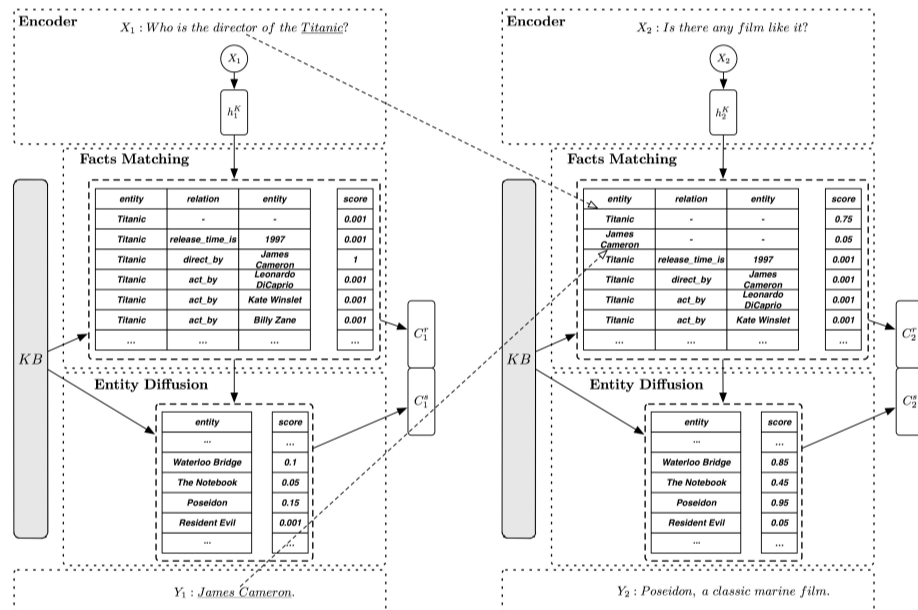 Encoder
X₁ : Who is the director of the Titanic?
X₁
h₁ᴷ
Facts Matching
entity relation entity score
Titanic - - 0.001
Titanic release_time_is 1997 0.001
Titanic direct_by James Cameron 1
Titanic act_by Leonardo DiCaprio 0.001
Titanic act_by Kate Winslet 0.001
Titanic act_by Billy Zane 0.001
... ... ... ...
KB
C₁ʳ
C₁ˢ
Entity Diffusion
entity score
... ...
Waterloo Bridge 0.1
The Notebook 0.05
Poseidon 0.15
Resident Evil 0.001
... ...
Y₁ : James Cameron.
Encoder
X₂ : Is there any film like it?
X₂
h₂ᴷ
Facts Matching
entity relation entity score
Titanic - - 0.75
James Cameron - - 0.05
Titanic release_time_is 1997 0.001
Titanic direct_by James Cameron 0.001
Titanic act_by Leonardo DiCaprio 0.001
Titanic act_by Kate Winslet 0.001
... ... ... ...
KB
C₂ʳ
C₂ˢ
Entity Diffusion
entity score
... ...
Waterloo Bridge 0.85
The Notebook 0.45
Poseidon 0.95
Resident Evil 0.05
... ...
Y₂ : Poseidon, a classic marine film.